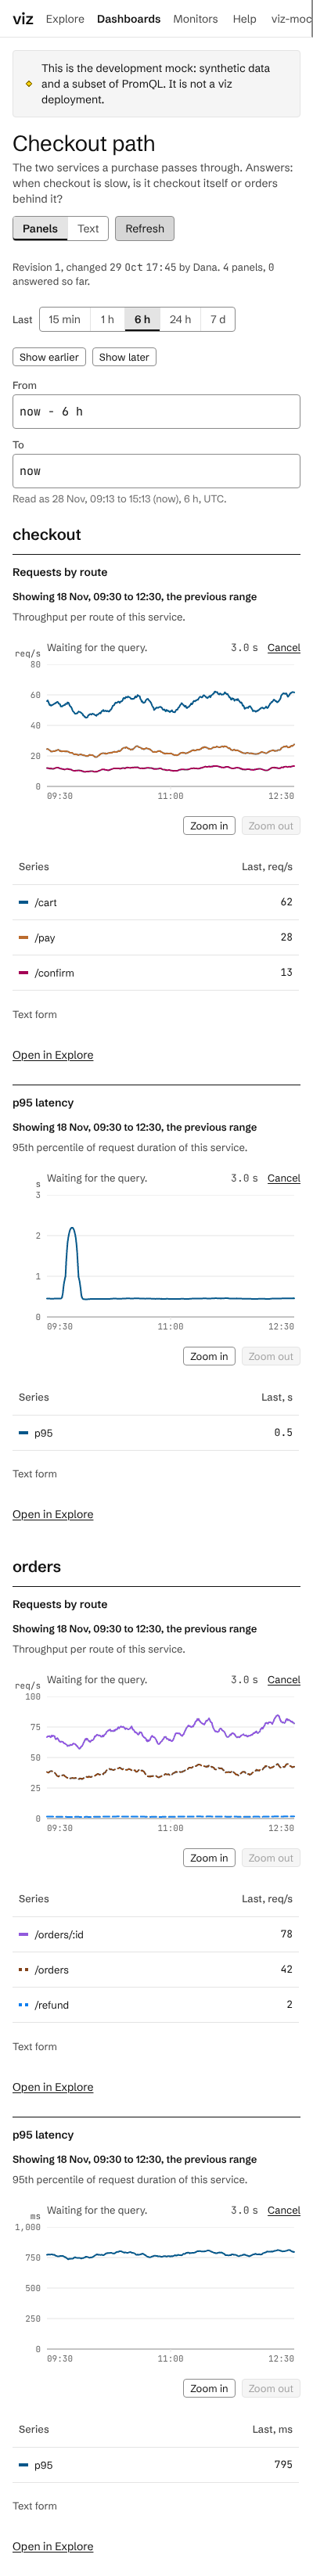 viz Explore Dashboards Monitors Help viz-moc
This is the development mock: synthetic data
and a subset of PromQL. It is not a viz
deployment.
Checkout path
The two services a purchase passes through. Answers:
when checkout is slow, is it checkout itself or orders
behind it?
Panels Text Refresh
Revision 1, changed 29 Oct 17:45 by Dana. 4 panels, 0
answered so far.
Last 15 min 1 h 6 h 24 h 7 d
Show earlier Show later
From
now - 6 h
To
now
Read as 28 Nov, 09:13 to 15:13 (now), 6 h, UTC.
checkout
Requests by route
Showing 18 Nov, 09:30 to 12:30, the previous range
Throughput per route of this service.
Waiting for the query. 3.0 s Cancel
req/s
80
60
40
20
0
09:30 11:00 12:30
Zoom in Zoom out
Series Last, req/s
/cart 62
/pay 28
/confirm 13
Text form
Open in Explore
p95 latency
Showing 18 Nov, 09:30 to 12:30, the previous range
95th percentile of request duration of this service.
Waiting for the query. 3.0 s Cancel
s
3
2
1
0
09:30 11:00 12:30
Zoom in Zoom out
Series Last, s
p95 0.5
Text form
Open in Explore
orders
Requests by route
Showing 18 Nov, 09:30 to 12:30, the previous range
Throughput per route of this service.
Waiting for the query. 3.0 s Cancel
req/s
100
75
50
25
0
09:30 11:00 12:30
Zoom in Zoom out
Series Last, req/s
/orders/:id 78
/orders 42
/refund 2
Text form
Open in Explore
p95 latency
Showing 18 Nov, 09:30 to 12:30, the previous range
95th percentile of request duration of this service.
Waiting for the query. 3.0 s Cancel
ms
1,000
750
500
250
0
09:30 11:00 12:30
Zoom in Zoom out
Series Last, ms
p95 795
Text form
Open in Explore